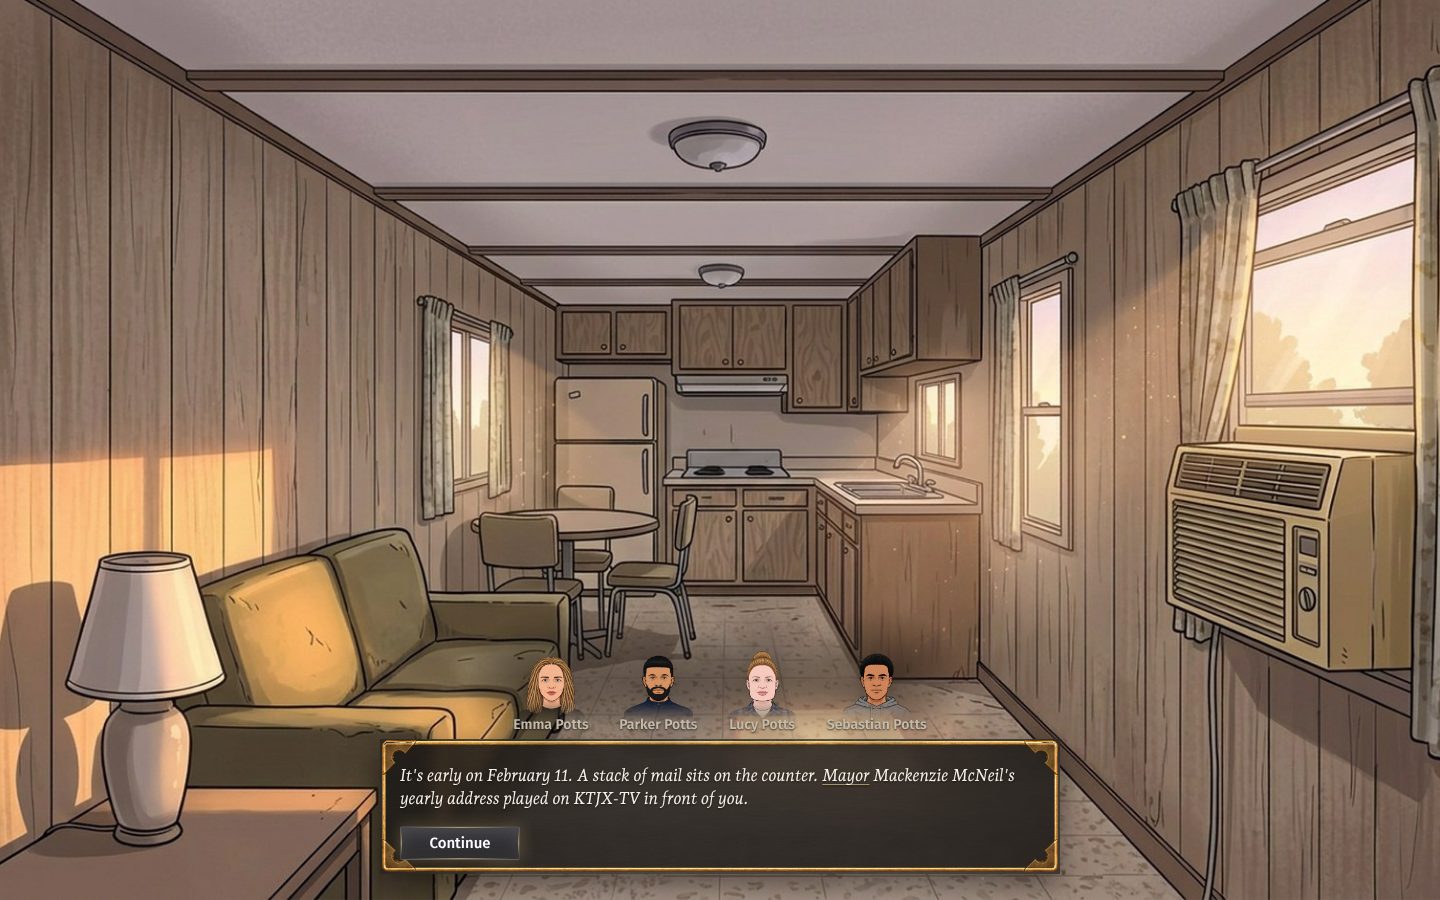 Emma Potts
Parker Potts
Lucy Potts
Sebastian Potts
It's early on February 11. A stack of mail sits on the counter. Mayor Mackenzie McNeil's
yearly address played on KTJX-TV in front of you.
Continue